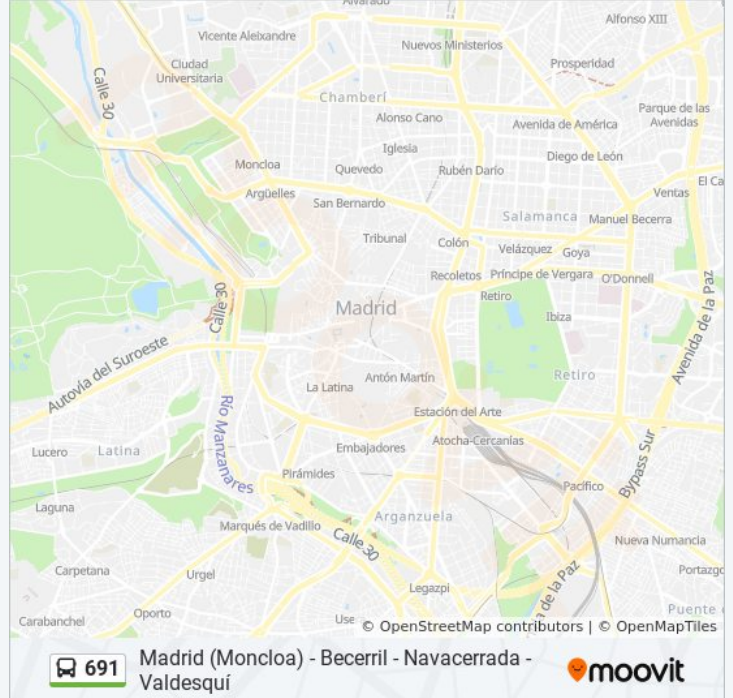 Alvarado
Alfonso XIII
Vicente Aleixandre
Nuevos Ministerios
Ciudad
Universitaria
Prosperidad
Calle 30
Chamberí
Parque de las
Avenidas
Alonso Cano
Avenida de América
Iglesia
Diego de León
Moncloa
Quevedo
Rubén Darío
El Ca
Argüelles
Ventas
San Bernardo
Salamanca
Manuel Becerra
Tribunal
Colón
Velázquez
Goya
Recoletos
Príncipe de Vergara
O'Donnell
Calle 30
Retiro
Madrid
Ibiza
Avenida de la Paz
Autovía del Suroeste
Antón Martín
Retiro
La Latina
Estación del Arte
Río Manzanares
Atocha-Cercanías
Lucero
Latina
Embajadores
Bypass Sur
Pirámides
Pacífico
Laguna
Arganzuela
Marqués de Vadillo
Calle 30
Nueva Numancia
Carpetana
Urgel
Portazgo
Legazpi
a de la Paz
Oporto
Puente
Carabanchel
Use
© OpenStreetMap contributors | © OpenMapTiles
691
Madrid (Moncloa) - Becerril - Navacerrada -
Valdesquí
moovit